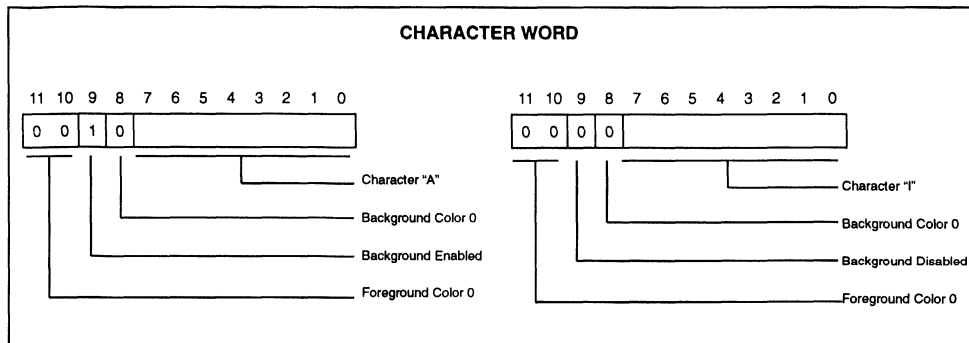 CHARACTER WORD
11 10 9 8 7 6 5 4 3 2 1 0
0 0 1 0
Character "A"
Background Color 0
Background Enabled
Foreground Color 0
11 10 9 8 7 6 5 4 3 2 1 0
0 0 0 0
Character "I"
Background Color 0
Background Disabled
Foreground Color 0